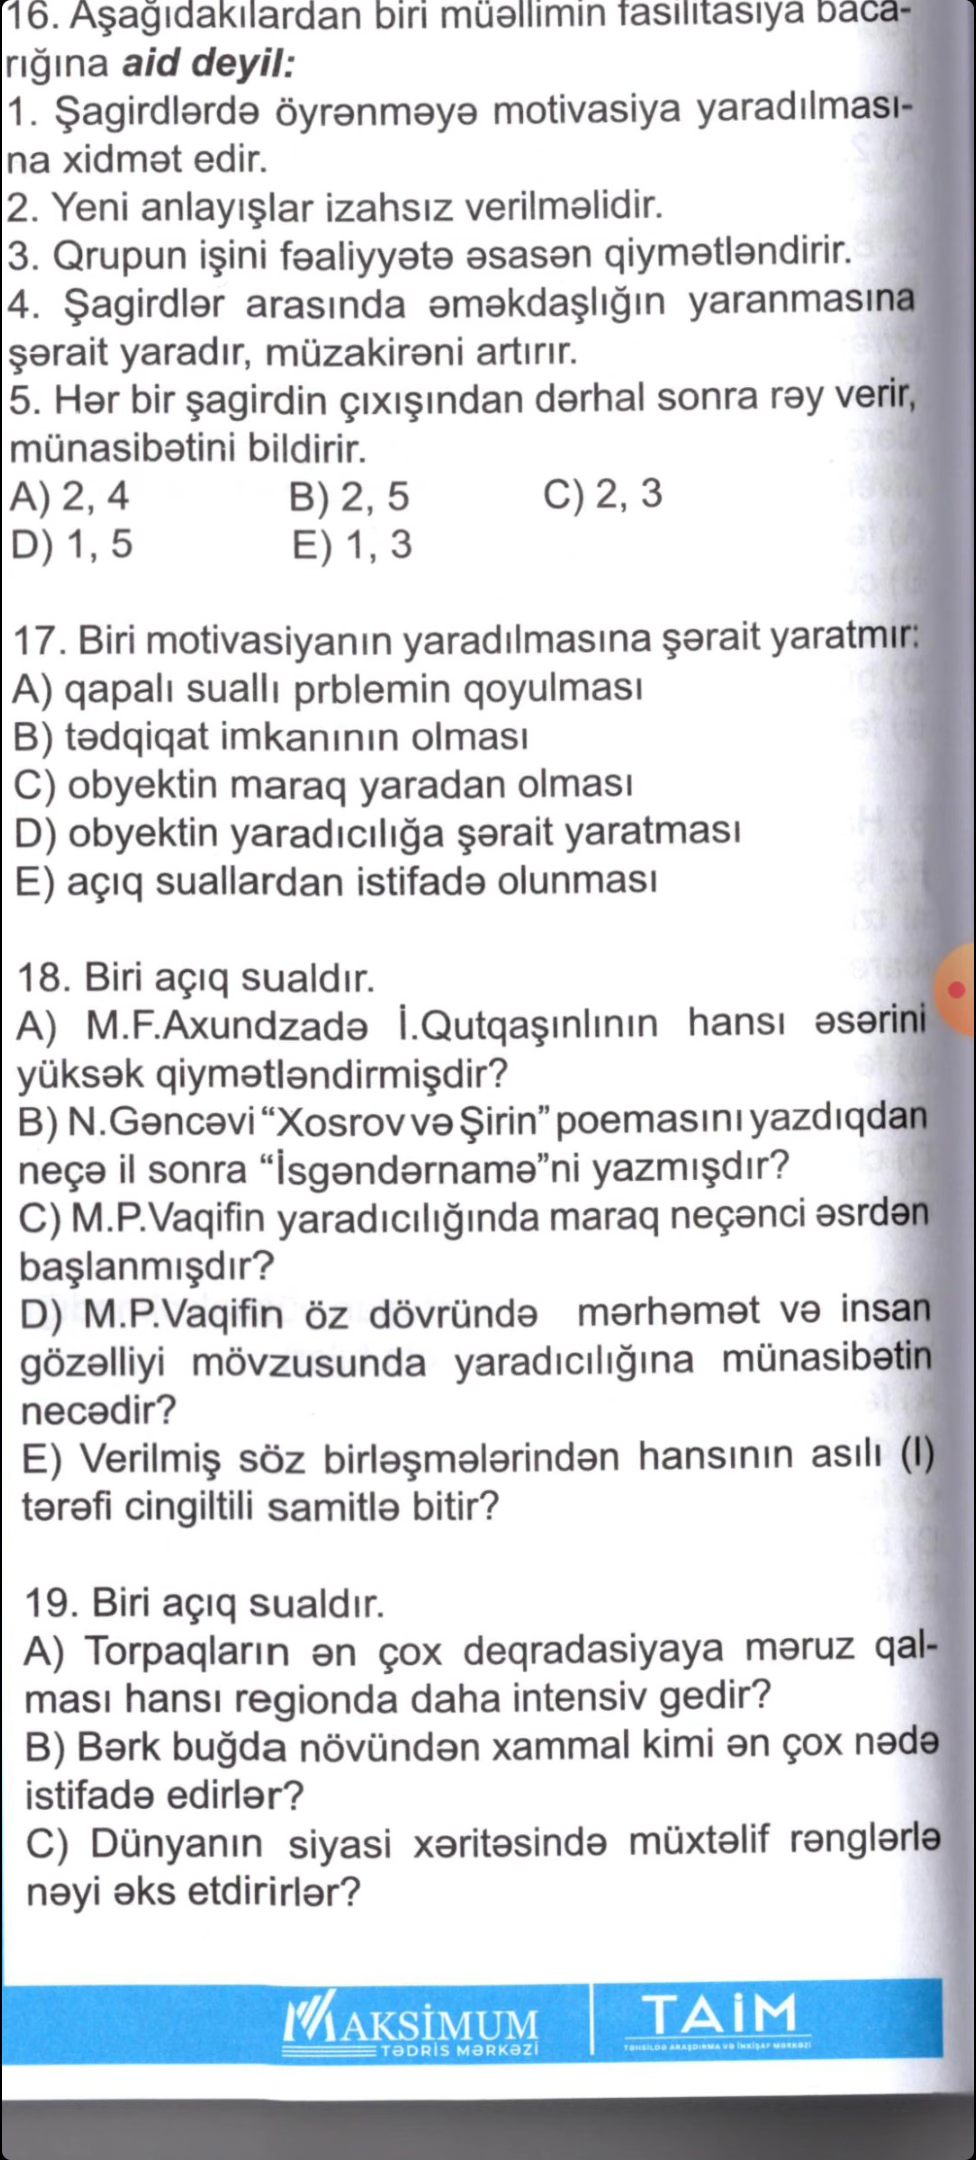 16. Aşağıdakılardan biri müəllimin fasilitasiya baca-
rığına aid deyil:
1. Şagirdlərdə öyrənməyə motivasiya yaradılması-
na xidmət edir.
2. Yeni anlayışlar izahsız verilməlidir.
3. Qrupun işini fəaliyyətə əsasən qiymətləndirir.
4. Şagirdlər arasında əməkdaşlığın yaranmasına
şərait yaradır, müzakirəni artırır.
5. Hər bir şagirdin çıxışından dərhal sonra rəy verir,
münasibətini bildirir.
A) 2, 4 B) 2, 5 C) 2, 3
D) 1, 5 E) 1, 3
17. Biri motivasiyanın yaradılmasına şərait yaratmır:
A) qapalı suallı prblemin qoyulması
B) tədqiqat imkanının olması
C) obyektin maraq yaradan olması
D) obyektin yaradıcılığa şərait yaratması
E) açıq suallardan istifadə olunması
18. Biri açıq sualdır.
A) M.F.Axundzadə İ.Qutqaşınlının hansı əsərini
yüksək qiymətləndirmişdir?
B) N.Gəncəvi “Xosrov və Şirin” poemasını yazdıqdan
neçə il sonra “İsgəndərnamə”ni yazmışdır?
C) M.P.Vaqifin yaradıcılığında maraq neçənci əsrdən
başlanmışdır?
D) M.P.Vaqifin öz dövründə mərhəmət və insan
gözəlliyi mövzusunda yaradıcılığına münasibətin
necədir?
E) Verilmiş söz birləşmələrindən hansının asılı (I)
tərəfi cingiltili samitlə bitir?
19. Biri açıq sualdır.
A) Torpaqların ən çox deqradasiyaya məruz qal-
ması hansı regionda daha intensiv gedir?
B) Bərk buğda növündən xammal kimi ən çox nədə
istifadə edirlər?
C) Dünyanın siyasi xəritəsində müxtəlif rənglərlə
nəyi əks etdirirlər?
MAKSİMUM
TƏDRİS MƏRKƏZİ
TAİM
TƏHSİLDƏ ARAŞDIRMA VƏ İNKİŞAF MƏRKƏZİ